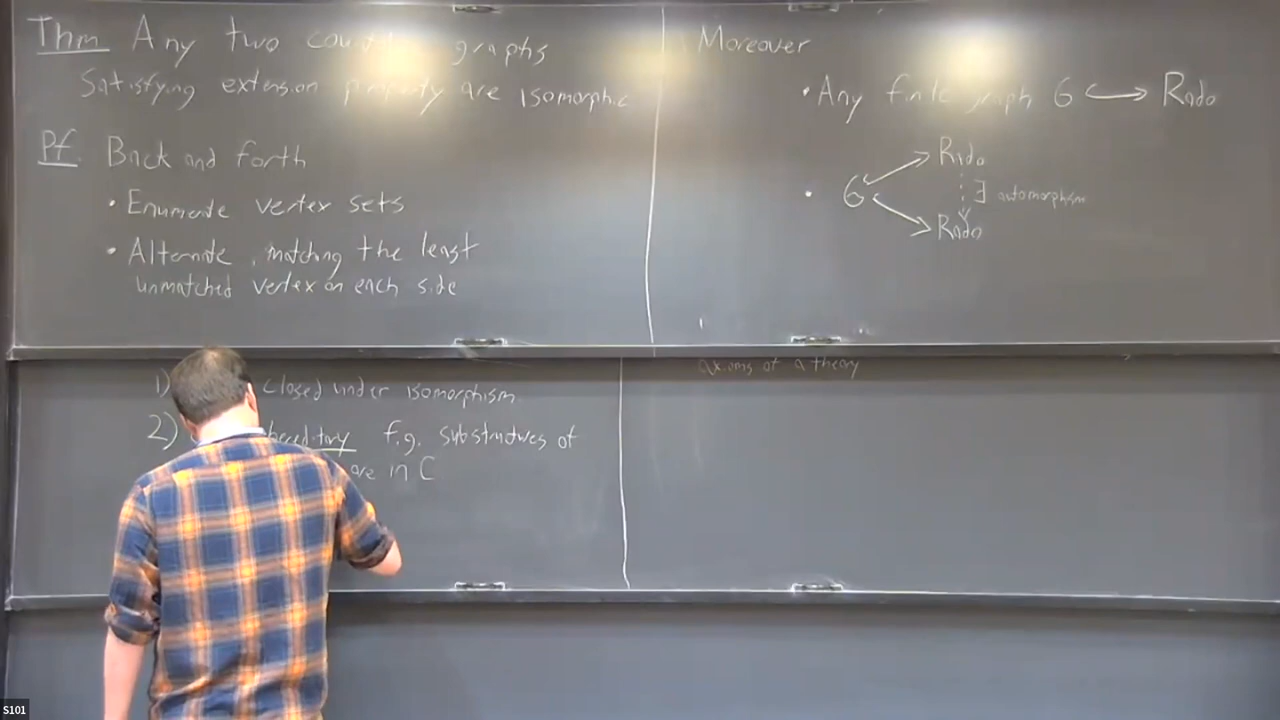 Thm Any two graphs
Satisfying extension property are isomorphic
Pf. Back and forth
• Enumerate vertex sets
• Alternate, matching the least
unmatched vertex on each side
Moreover
• Any finite graph G ↪ Rado
Rado
• G ] automorphism
Rado
1) closed under isomorphism
2) hereditary f.g. substructures of
are in C
axioms of a theory
S101